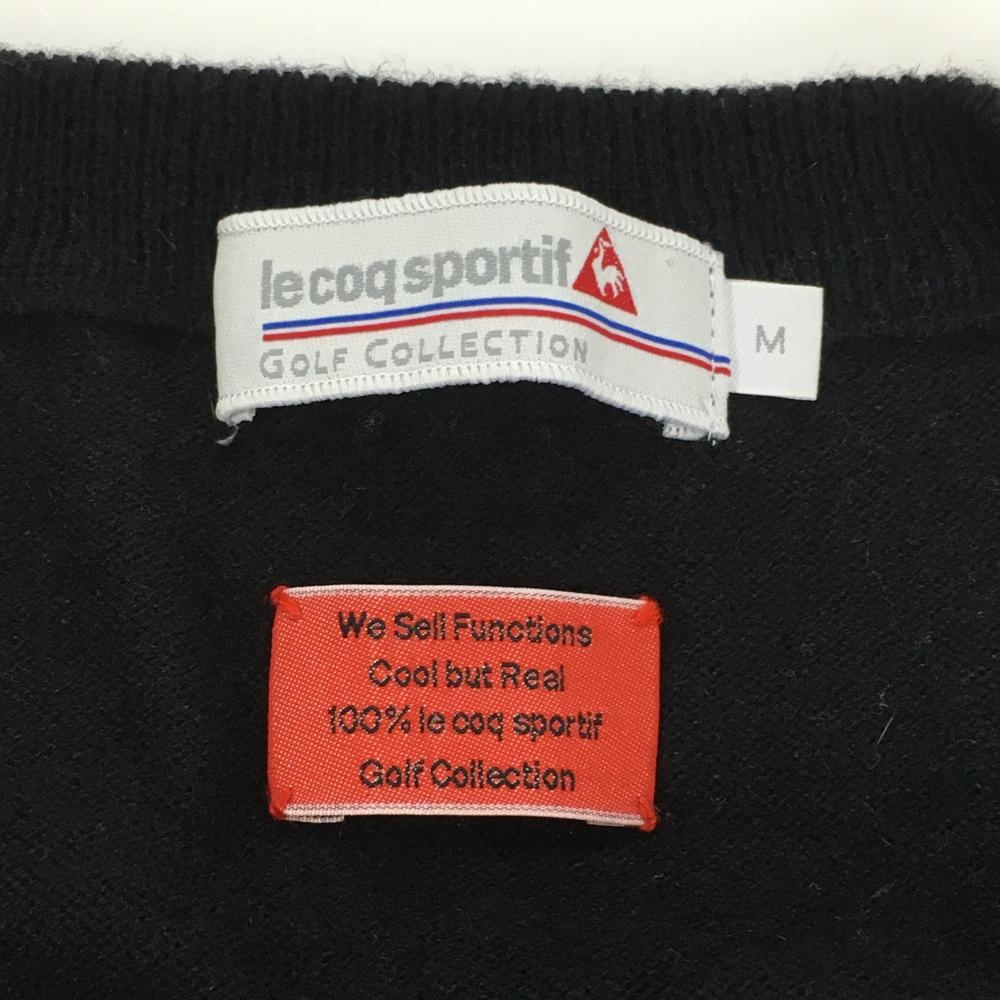 le coq sportif
GOLF COLLECTION
M
We Sell Functions
Cool but Real
100% le coq sportif
Golf Collection